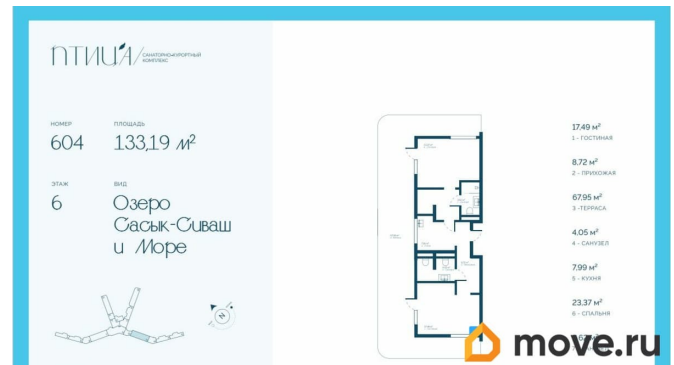 ПТИЦА/ САНАТОРНО-КУРОРТНЫЙ
КОМПЛЕКС
НОМЕР
604
ПЛОЩАДЬ
133,19 м²
ЭТАЖ
6
ВИД
Озеро
Сасык-Сиваш
и Море
17,49 м²
1 - ГОСТИНАЯ
8,72 м²
2 - ПРИХОЖАЯ
67,95 м²
3 - ТЕРРАСА
4,05 м²
4 - САНУЗЕЛ
7,99 м²
5 - КУХНЯ
23,37 м²
6 - СПАЛЬНЯ
move.ru